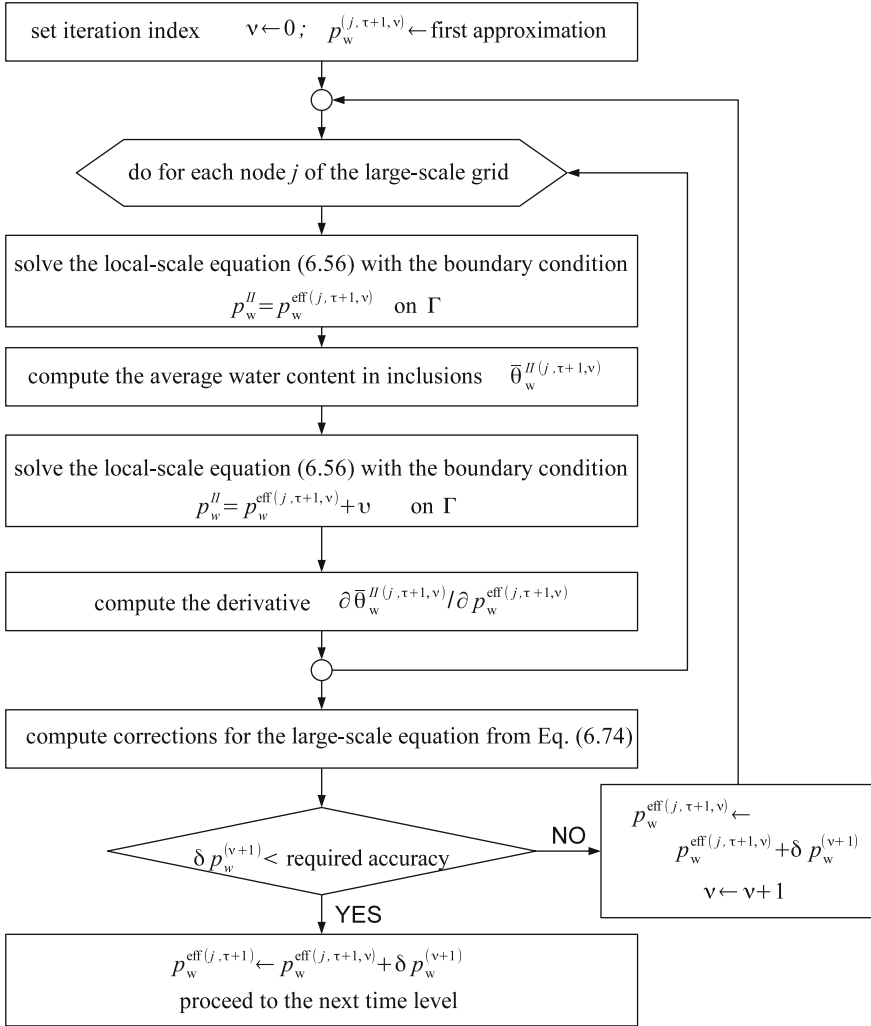 set iteration index ν←0 ; p_w^(j,τ+1,ν)←first approximation
do for each node j of the large-scale grid
solve the local-scale equation (6.56) with the boundary condition
p_w^II = p_w^eff(j,τ+1,ν) on Γ
compute the average water content in inclusions θ̄_w^II(j,τ+1,ν)
solve the local-scale equation (6.56) with the boundary condition
p_w^II = p_w^eff(j,τ+1,ν)+υ on Γ
compute the derivative ∂θ̄_w^II(j,τ+1,ν)/∂p_w^eff(j,τ+1,ν)
compute corrections for the large-scale equation from Eq. (6.74)
δp_w^(ν+1)< required accuracy
NO
p_w^eff(j,τ+1,ν)←
p_w^eff(j,τ+1,ν)+δp_w^(ν+1)
ν←ν+1
YES
p_w^eff(j,τ+1)←p_w^eff(j,τ+1,ν)+δp_w^(ν+1)
proceed to the next time level